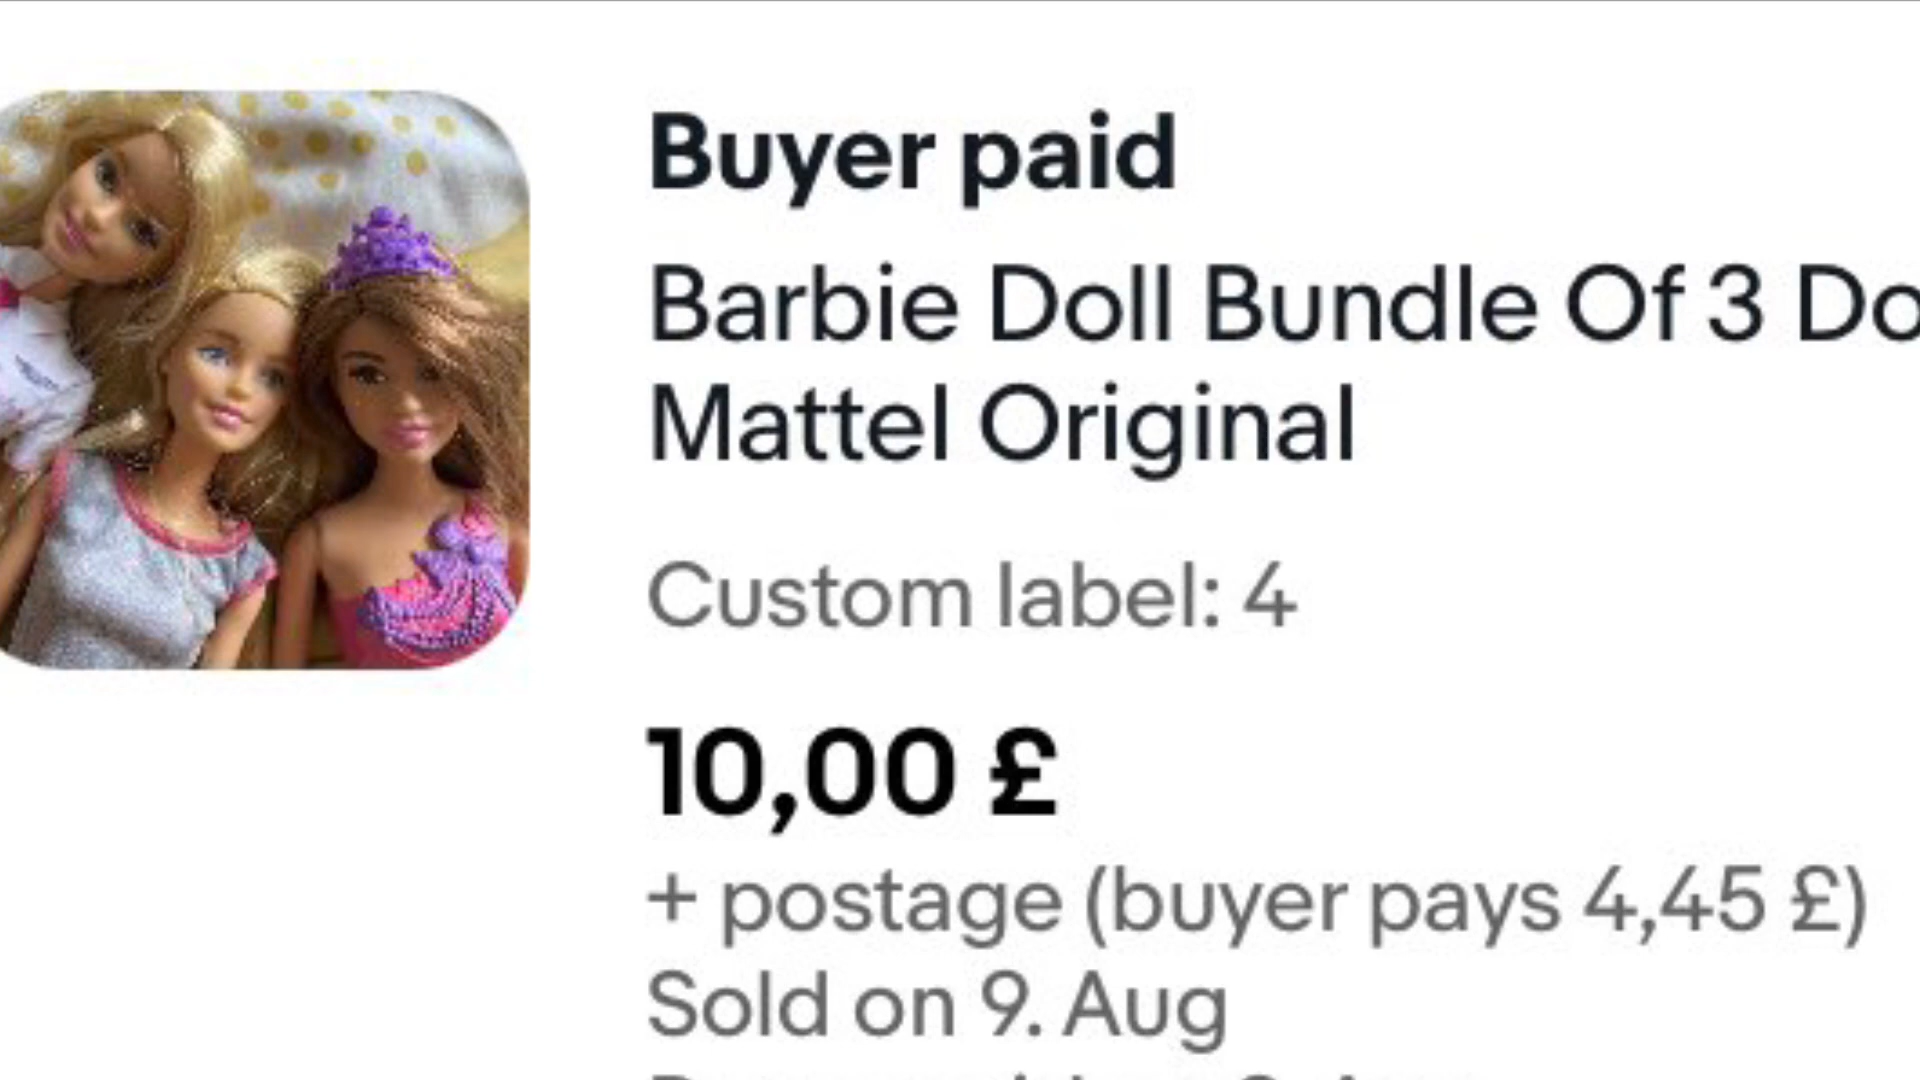 Buyer paid
Barbie Doll Bundle Of 3 Do
Mattel Original
Custom label: 4
10,00 £
+ postage (buyer pays 4,45 £)
Sold on 9. Aug